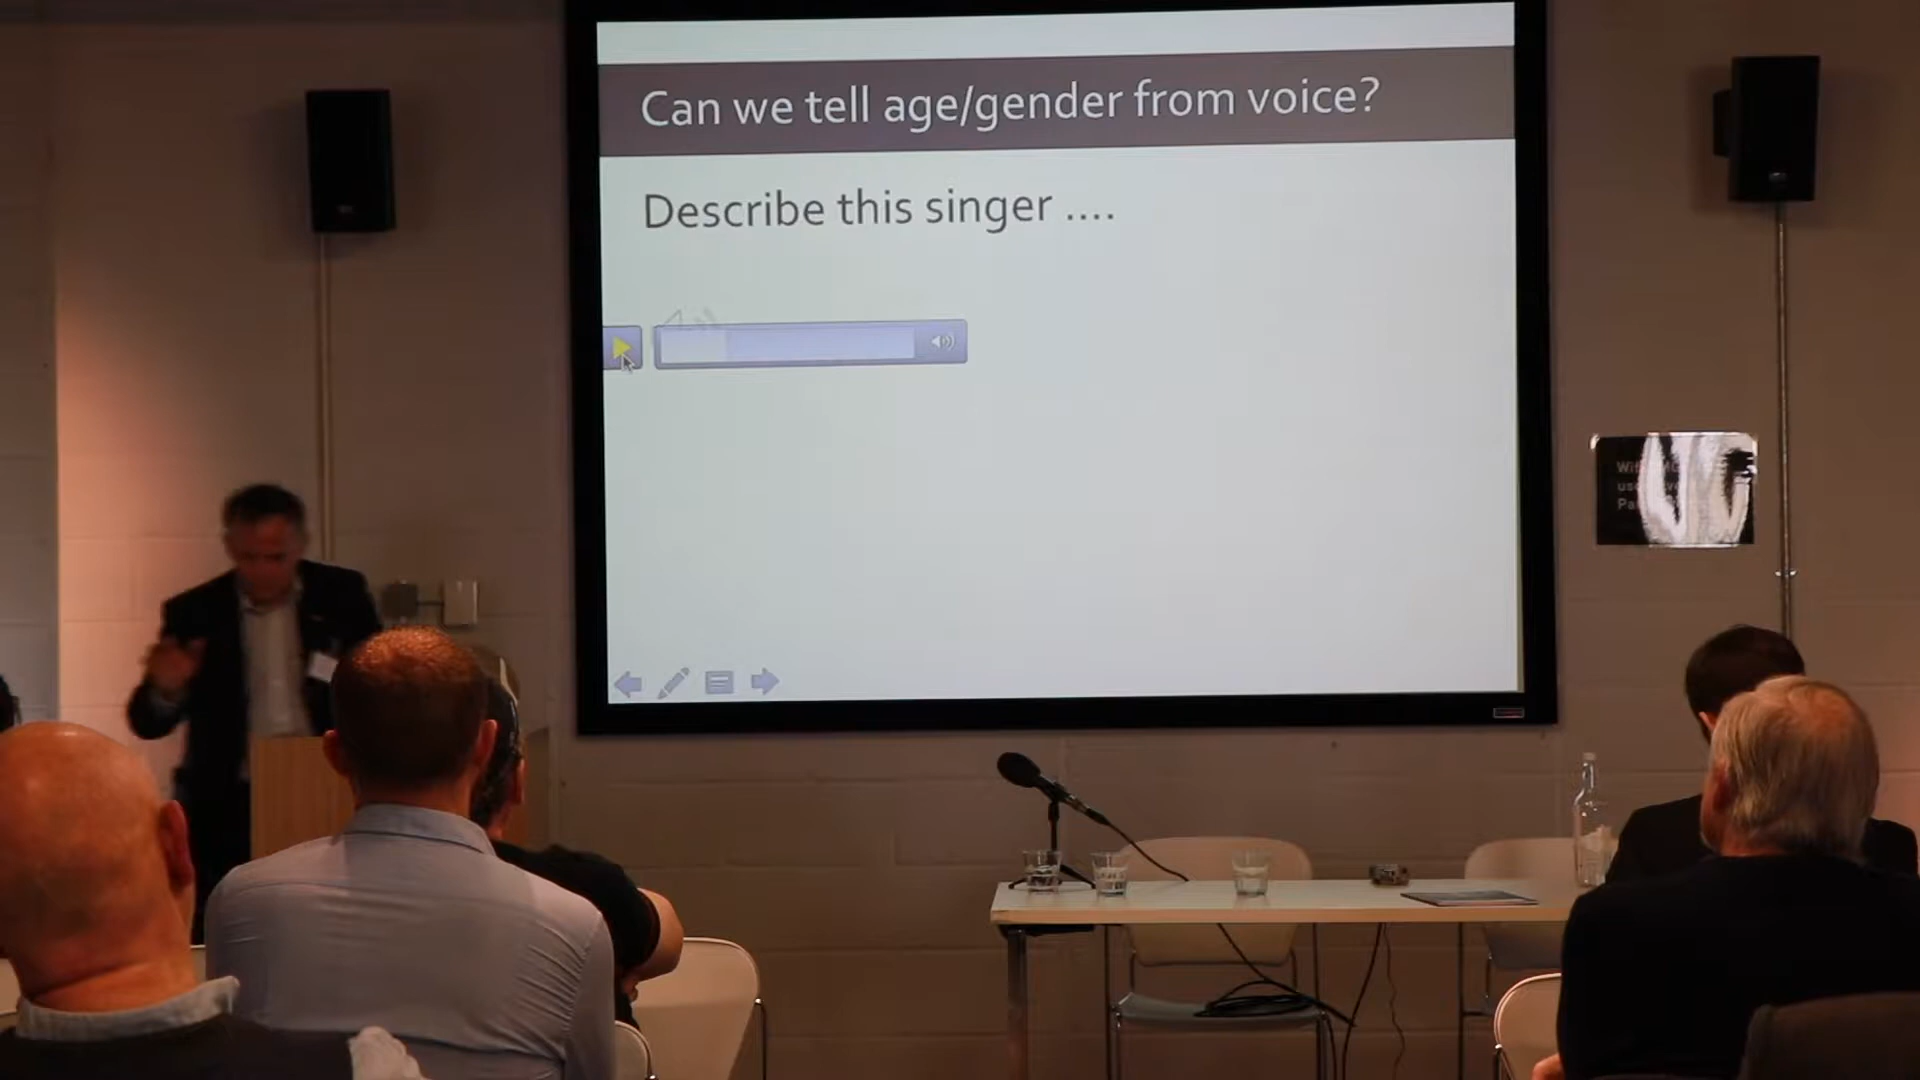 Can we tell age/gender from voice?
Describe this singer ....